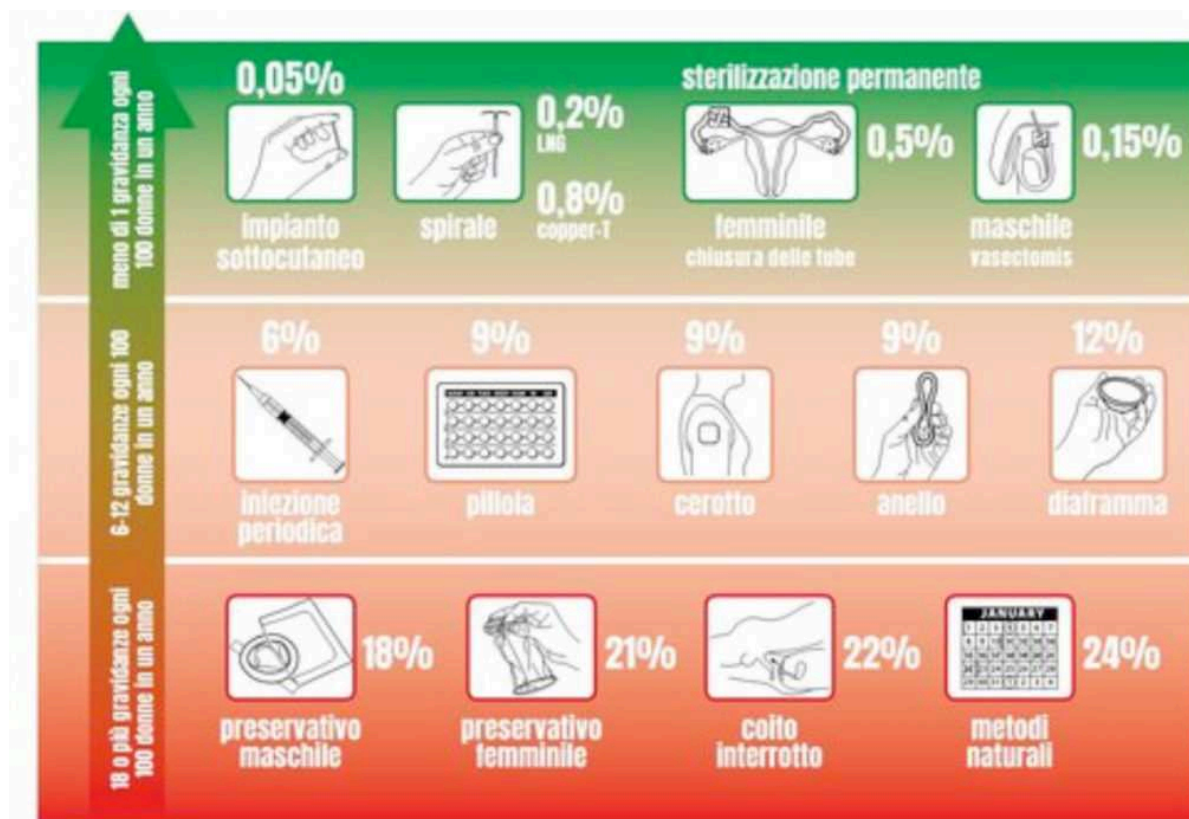 meno di 1 gravidanza ogni
100 donne in un anno
0,05%
impianto
sottocutaneo
spirale
0,2%
LNG
0,8%
copper-T
sterilizzazione permanente
0,5%
femminile
chiusura delle tube
0,15%
maschile
vasectomis
6-12 gravidanze ogni 100
donne in un anno
6%
iniezione
periodica
9%
pillola
9%
cerotto
9%
anello
12%
diaframma
18 o più gravidanze ogni
100 donne in un anno
18%
preservativo
maschile
21%
preservativo
femminile
22%
coito
interrotto
JANUARY
24%
metodi
naturali